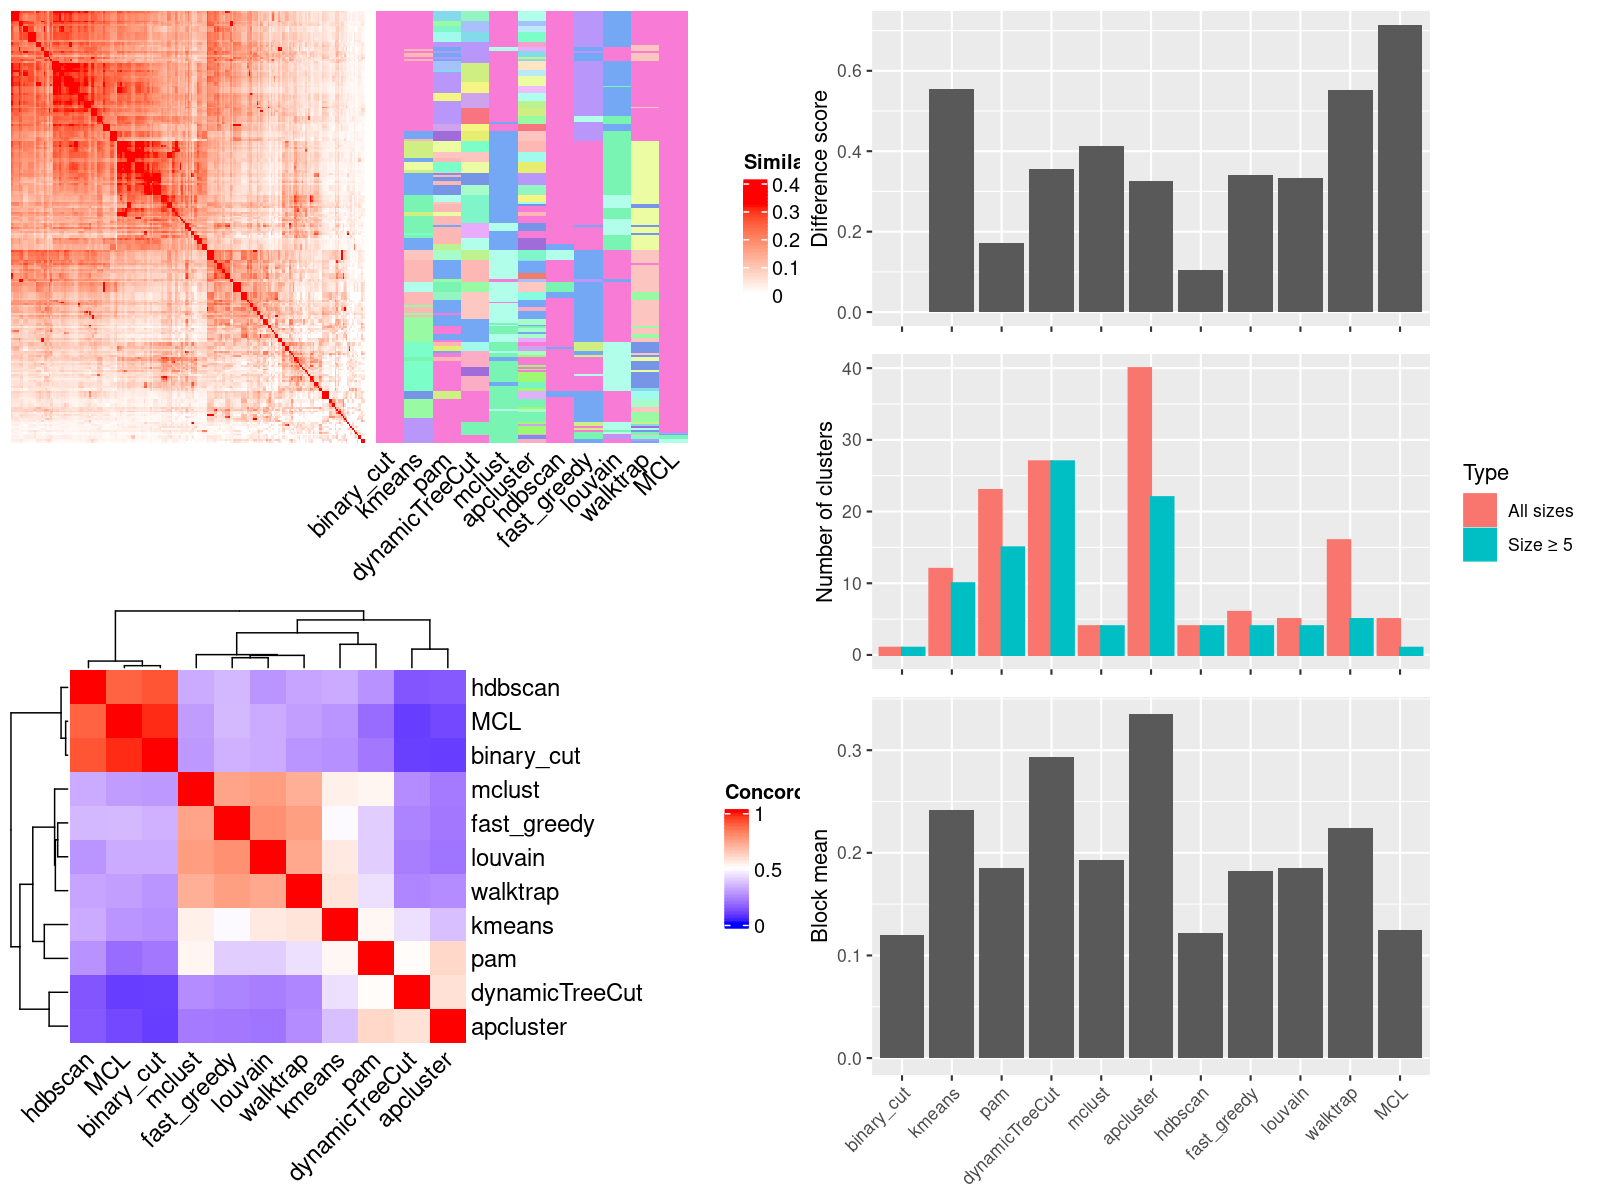 Simila
0.4
0.3
0.2
0.1
0
binary_cut
kmeans
pam
dynamicTreeCut
mclust
apcluster
hdbscan
fast_greedy
louvain
walktrap
MCL
Difference score
0.6
0.4
0.2
0.0
Number of clusters
40
30
20
10
0
Type
All sizes
Size ≥ 5
hdbscan
MCL
binary_cut
mclust
fast_greedy
louvain
walktrap
kmeans
pam
dynamicTreeCut
apcluster
hdbscan
MCL
binary_cut
mclust
fast_greedy
louvain
walktrap
kmeans
pam
dynamicTreeCut
apcluster
Concord
1
0.5
0
Block mean
0.3
0.2
0.1
0.0
binary_cut
kmeans
pam
dynamicTreeCut
mclust
apcluster
hdbscan
fast_greedy
louvain
walktrap
MCL